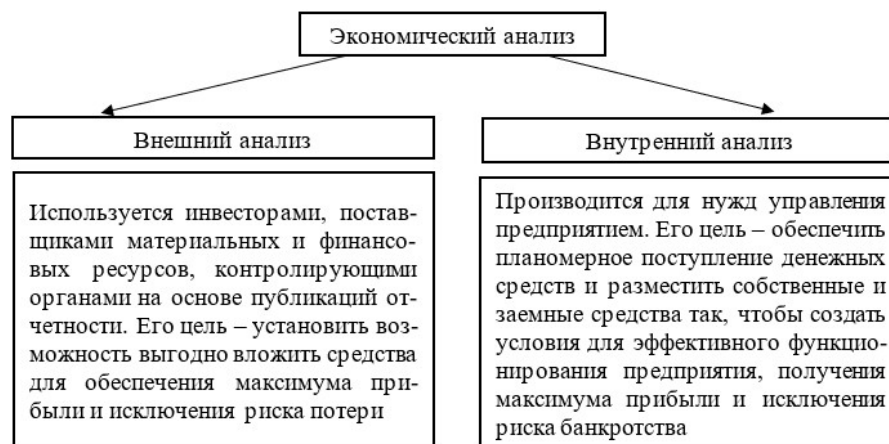 Экономический анализ
Внешний анализ
Внутренний анализ
Используется инвесторами, постав-
щиками материальных и финансо-
вых ресурсов, контролирующими
органами на основе публикаций от-
четности. Его цель – установить воз-
можность выгодно вложить средства
для обеспечения максимума при-
были и исключения риска потери
Производится для нужд управления
предприятием. Его цель – обеспечить
планомерное поступление денежных
средств и разместить собственные и
заемные средства так, чтобы создать
условия для эффективного функцио-
нирования предприятия, получения
максимума прибыли и исключения
риска банкротства